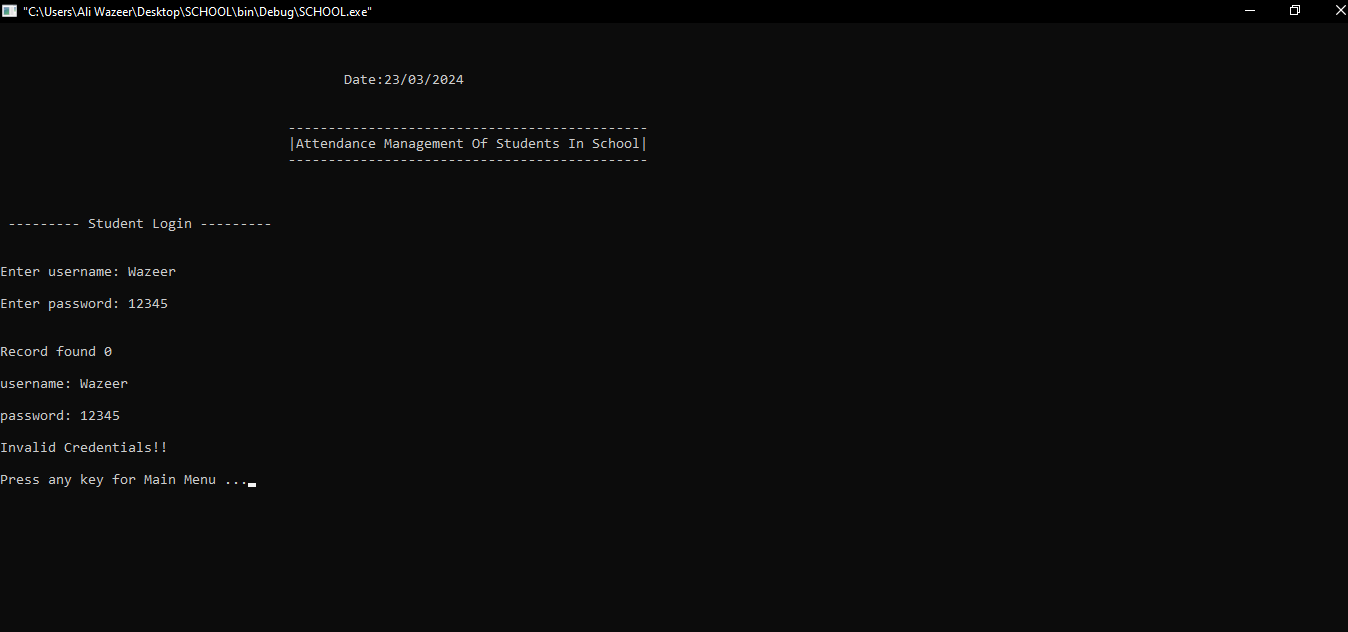 "C:\Users\Ali Wazeer\Desktop\SCHOOL\bin\Debug\SCHOOL.exe"
Date:23/03/2024
---------------------------------------------
|Attendance Management Of Students In School|
---------------------------------------------
--------- Student Login ---------
Enter username: Wazeer
Enter password: 12345
Record found 0
username: Wazeer
password: 12345
Invalid Credentials!!
Press any key for Main Menu ...